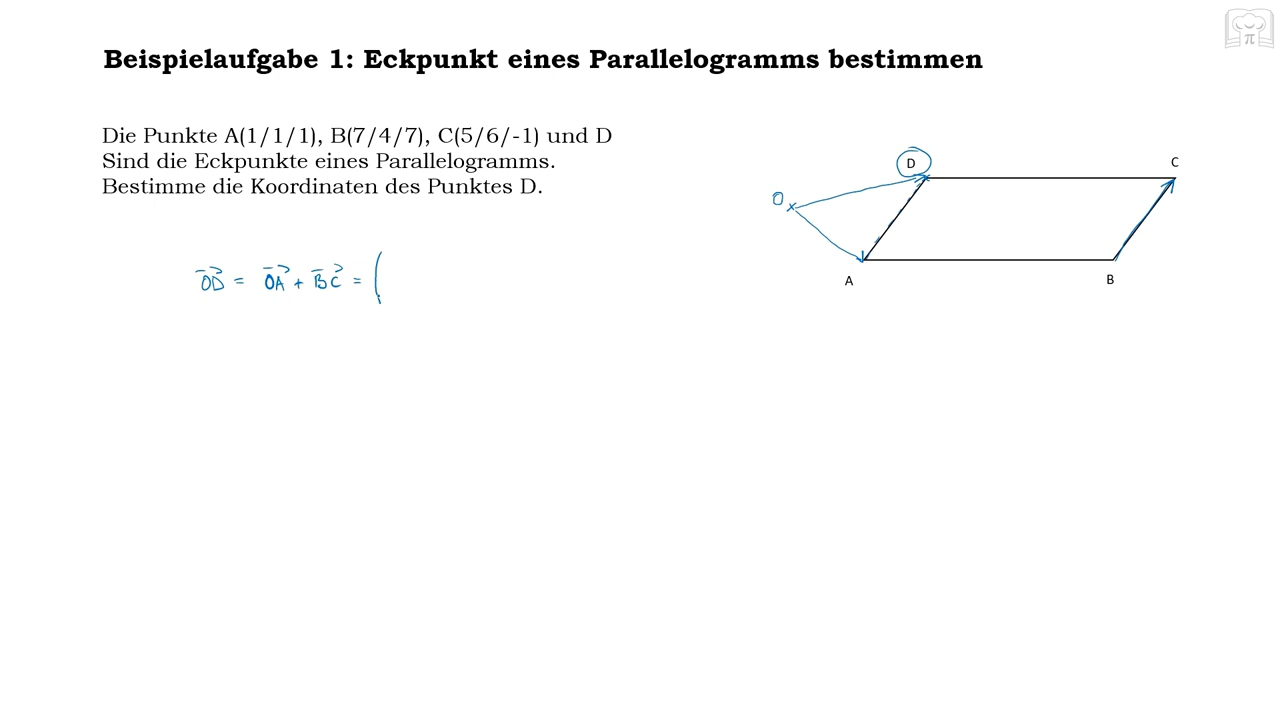 Beispielaufgabe 1: Eckpunkt eines Parallelogramms bestimmen
Die Punkte A(1/1/1), B(7/4/7), C(5/6/-1) und D
Sind die Eckpunkte eines Parallelogramms.
Bestimme die Koordinaten des Punktes D.
D
C
O
A
B
OD = OA + BC = (
π